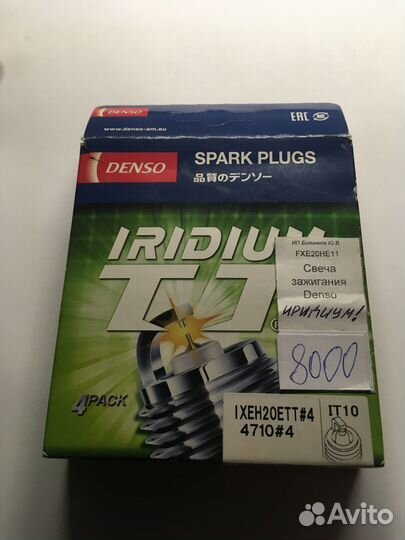 DENSO
www.denso-am.eu
EAC
DENSO
SPARK PLUGS
品質のデンソー
IRIDIUM
TT
ИП Болинков Ю.В.
FXE20HE11
Свеча
зажигания
Denso
ИРИДИУМ!
8000
4PACK
IXEH20ETT#4
4710#4
IT10
Avito